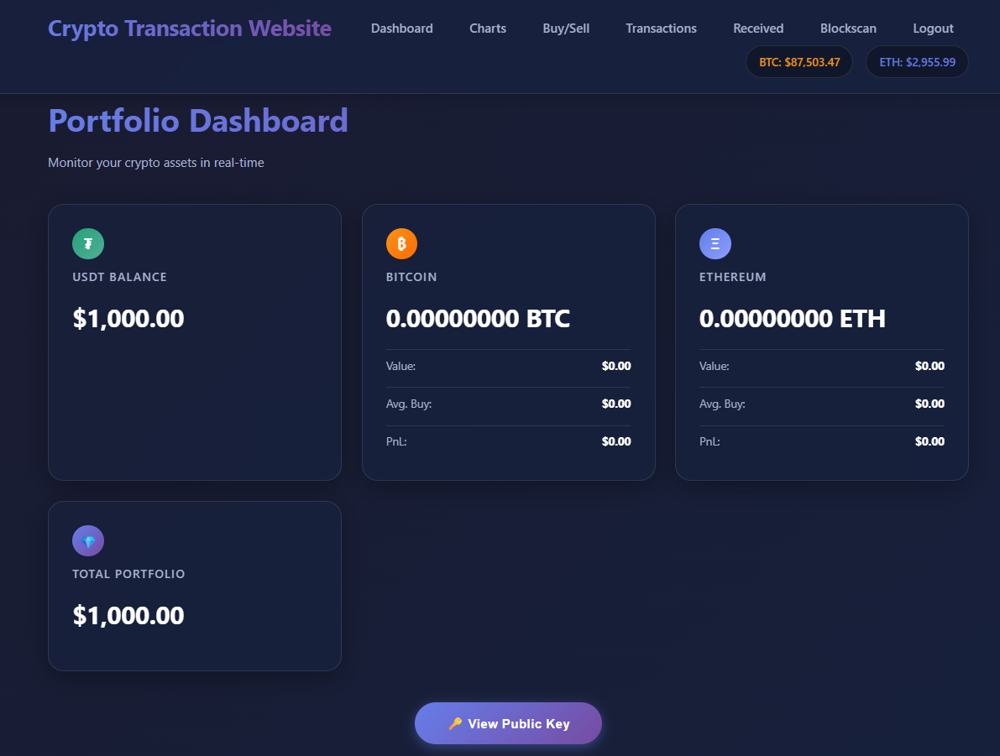 Crypto Transaction Website
Dashboard
Charts
Buy/Sell
Transactions
Received
Blockscan
Logout
BTC: $87,503.47
ETH: $2,955.99
Portfolio Dashboard
Monitor your crypto assets in real-time
₮
USDT BALANCE
$1,000.00
₿
BITCOIN
0.00000000 BTC
Value: $0.00
Avg. Buy: $0.00
PnL: $0.00
Ξ
ETHEREUM
0.00000000 ETH
Value: $0.00
Avg. Buy: $0.00
PnL: $0.00
TOTAL PORTFOLIO
$1,000.00
View Public Key